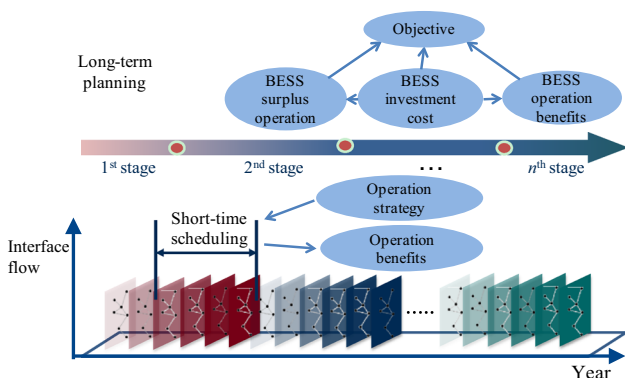 Objective
Long-term
planning
BESS
surplus
operation
BESS
investment
cost
BESS
operation
benefits
1st stage
2nd stage
...
nth stage
Operation
strategy
Short-time
scheduling
Operation
benefits
Interface
flow
.....
Year